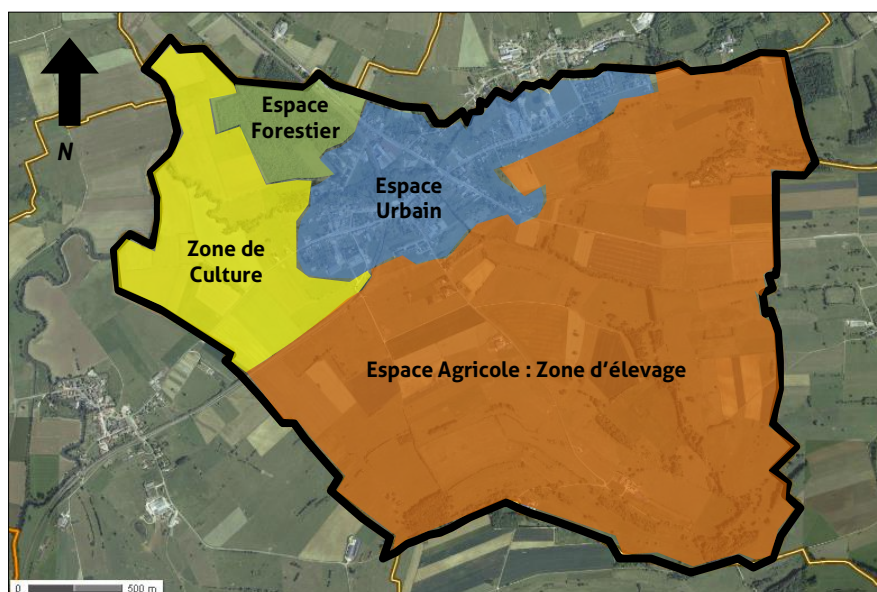 N
Espace
Forestier
Espace
Urbain
Zone de
Culture
Espace Agricole : Zone d'élevage
0 500 m